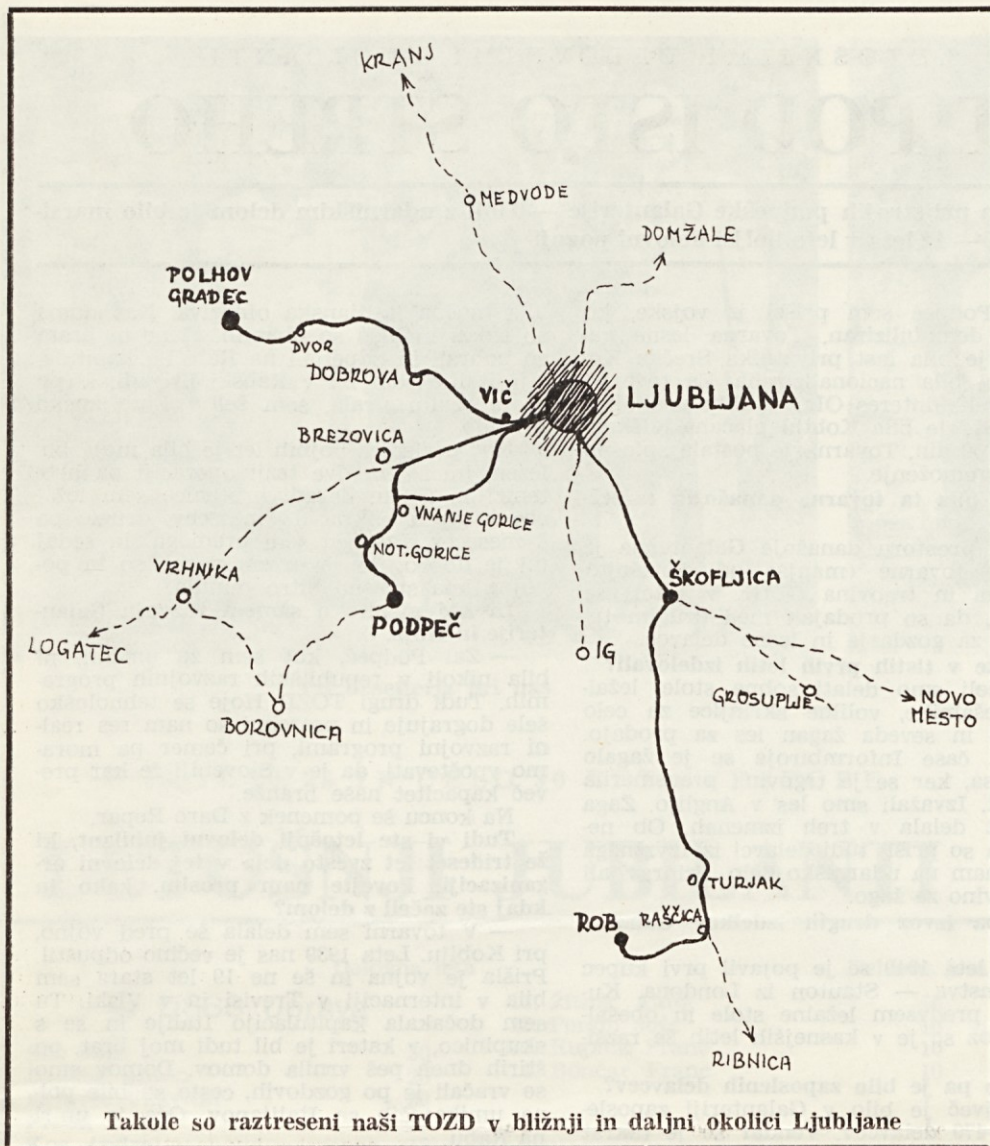 KRANJ
MEDVODE
DOMŽALE
POLHOV
GRADEC
DVOR
DOBROVA
VIČ
LJUBLJANA
BREZOVICA
VNANJE GORICE
NOT. GORICE
VRHNIKA
ŠKOFLJICA
PODPEČ
LOGATEC
IG
GROSUPLJE
NOVO
MESTO
BOROVNICA
TURJAK
ROB
RAŠČICA
RIBNICA
Takole so raztreseni naši TOZD v bližnji in daljni okolici Ljubljane